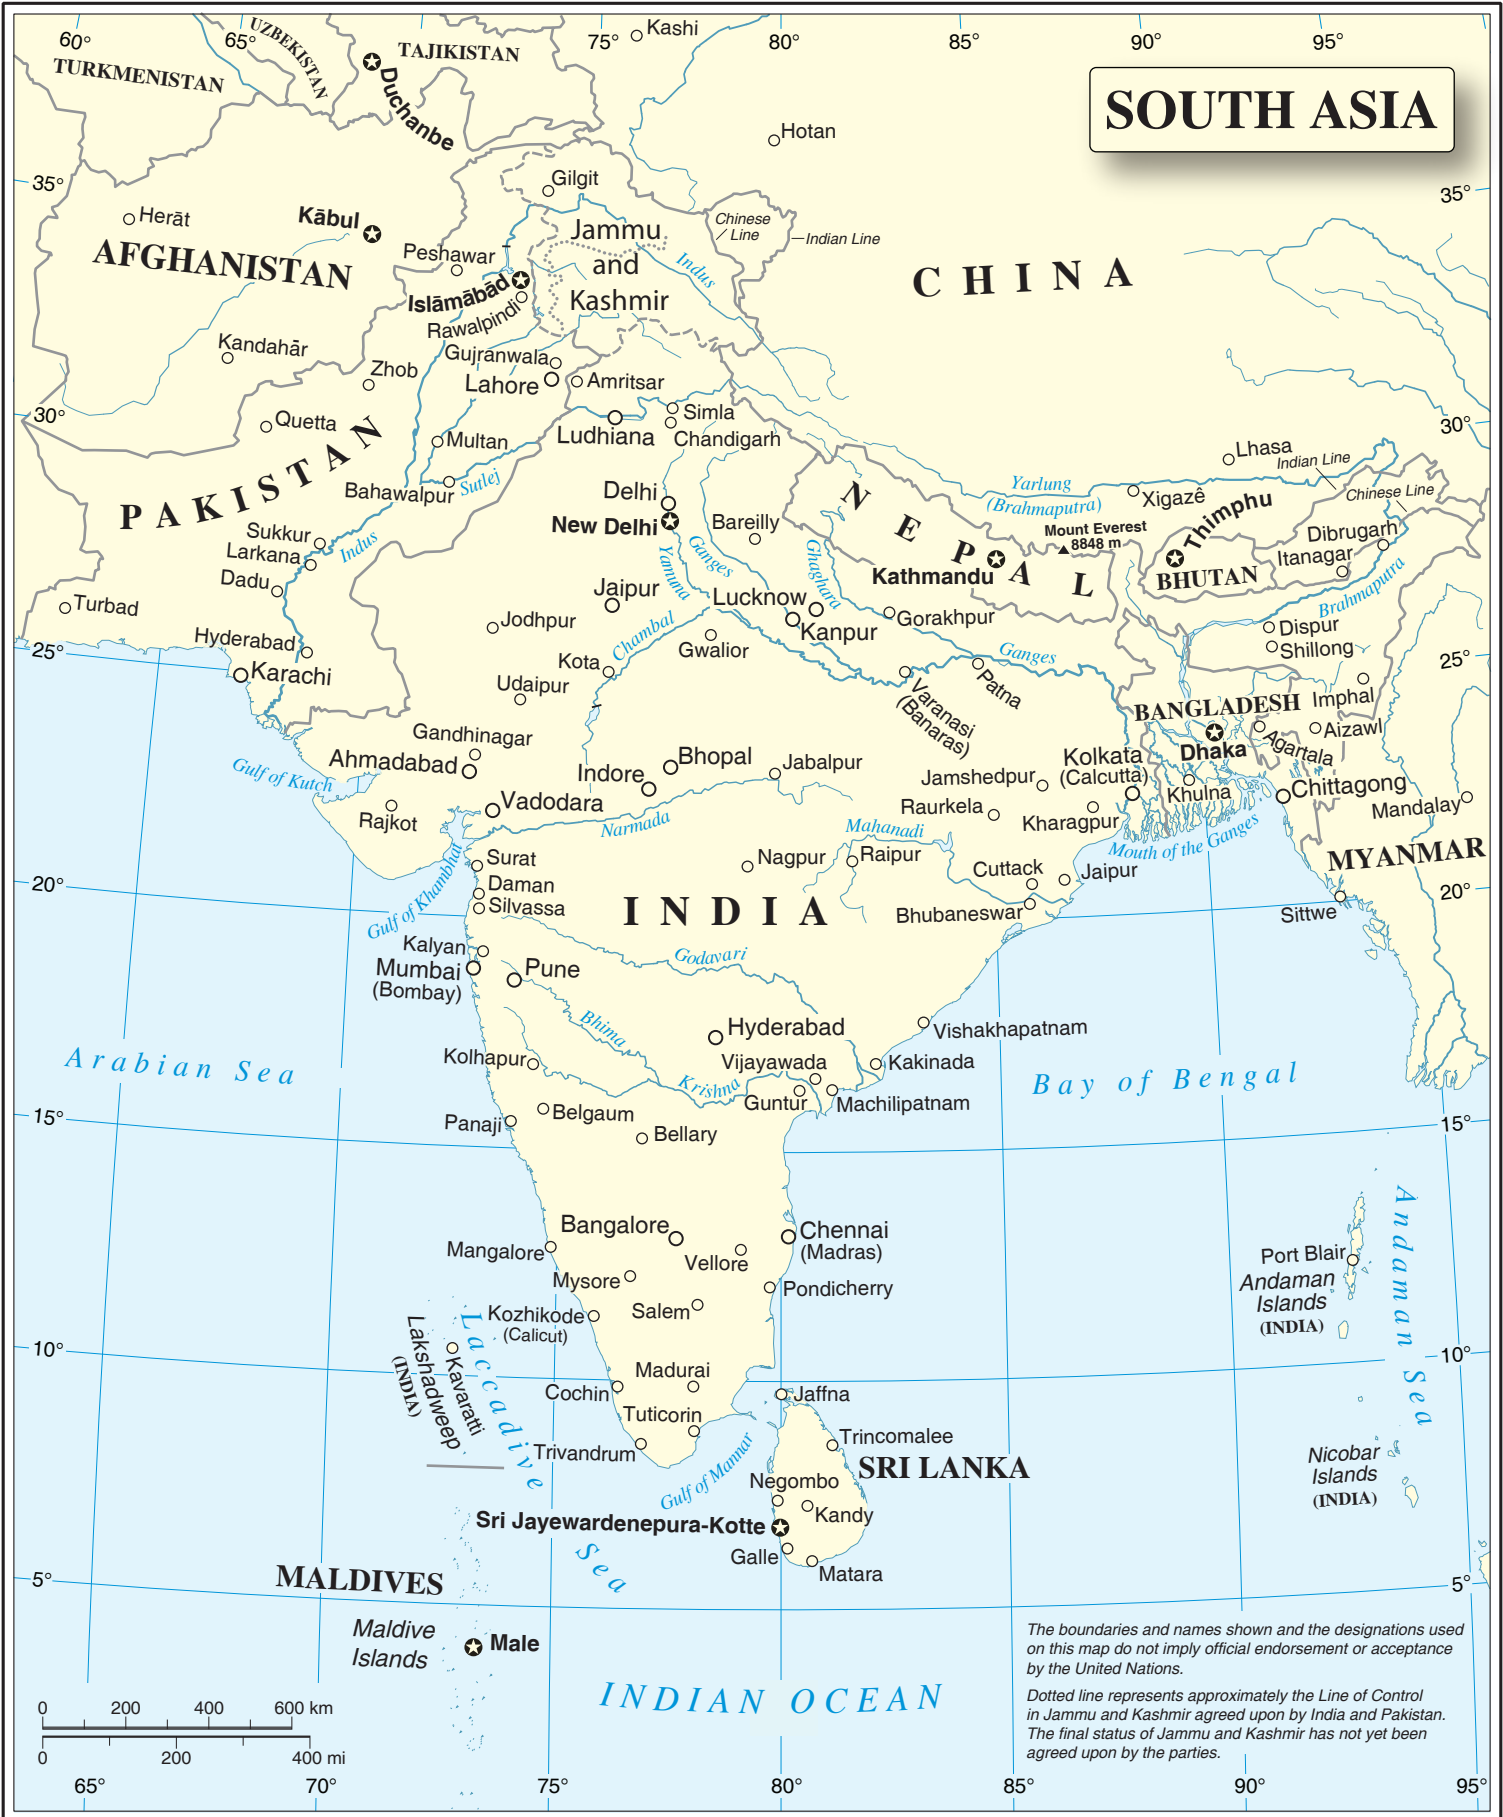 SOUTH ASIA
60°
65°
75°
80°
85°
90°
95°
UZBEKISTAN
TAJIKISTAN
TURKMENISTAN
Duchanbe
Kashi
Hotan
35°
35°
Gilgit
Herāt
Kābul
AFGHANISTAN
Peshawar
Jammu
and
Kashmir
Chinese
Line
Indian Line
Indus
CHINA
Islāmābād
Rawalpindi
Kandahār
Zhob
Gujranwala
Lahore
Amritsar
30°
30°
Quetta
Multan
Ludhiana
Simla
Chandigarh
PAKISTAN
Bahawalpur
Sutlej
Lhasa
Indian Line
Chinese Line
Yarlung
(Brahmaputra)
Xigazê
Delhi
New Delhi
Bareilly
NEPAL
Mount Everest
8848 m
Thimphu
BHUTAN
Dibrugarh
Itanagar
Sukkur
Larkana
Indus
Dadu
Turbad
Yamuna
Ganges
Ghaghara
Kathmandu
Brahmaputra
Jaipur
Lucknow
Kanpur
Gorakhpur
Jodhpur
Chambal
Gwalior
Dispur
Shillong
Hyderabad
Karachi
25°
25°
Kota
Udaipur
Ganges
Patna
Varanasi
(Banaras)
Imphal
BANGLADESH
Dhaka
Agartala
Aizawl
Gandhinagar
Ahmadabad
Gulf of Kutch
Bhopal
Indore
Jabalpur
Kolkata
(Calcutta)
Jamshedpur
Khulna
Chittagong
Mandalay
Rajkot
Vadodara
Narmada
Raurkela
Kharagpur
Mahanadi
Mouth of the Ganges
MYANMAR
Surat
Daman
Silvassa
Gulf of Khambhat
Nagpur
Raipur
Cuttack
Jaipur
Bhubaneswar
20°
20°
Sittwe
INDIA
Kalyan
Mumbai
(Bombay)
Pune
Godavari
Bhima
Hyderabad
Vishakhapatnam
Arabian Sea
Kolhapur
Vijayawada
Kakinada
Krishna
Guntur
Machilipatnam
Bay of Bengal
15°
15°
Panaji
Belgaum
Bellary
Bangalore
Chennai
(Madras)
Mangalore
Vellore
Mysore
Pondicherry
Port Blair
Andaman
Islands
(INDIA)
Andaman Sea
Kozhikode
(Calicut)
Salem
Lakshadweep
(INDIA)
Kavaratti
Laccadive
Sea
10°
10°
Madurai
Cochin
Jaffna
Tuticorin
Trivandrum
Trincomalee
SRI LANKA
Gulf of Mannar
Nicobar
Islands
(INDIA)
Negombo
Kandy
Sri Jayewardenepura-Kotte
Galle
Matara
5°
5°
MALDIVES
Maldive
Islands
Male
INDIAN OCEAN
The boundaries and names shown and the designations used
on this map do not imply official endorsement or acceptance
by the United Nations.
Dotted line represents approximately the Line of Control
in Jammu and Kashmir agreed upon by India and Pakistan.
The final status of Jammu and Kashmir has not yet been
agreed upon by the parties.
0 200 400 600 km
0 200 400 mi
65°
70°
75°
80°
85°
90°
95°